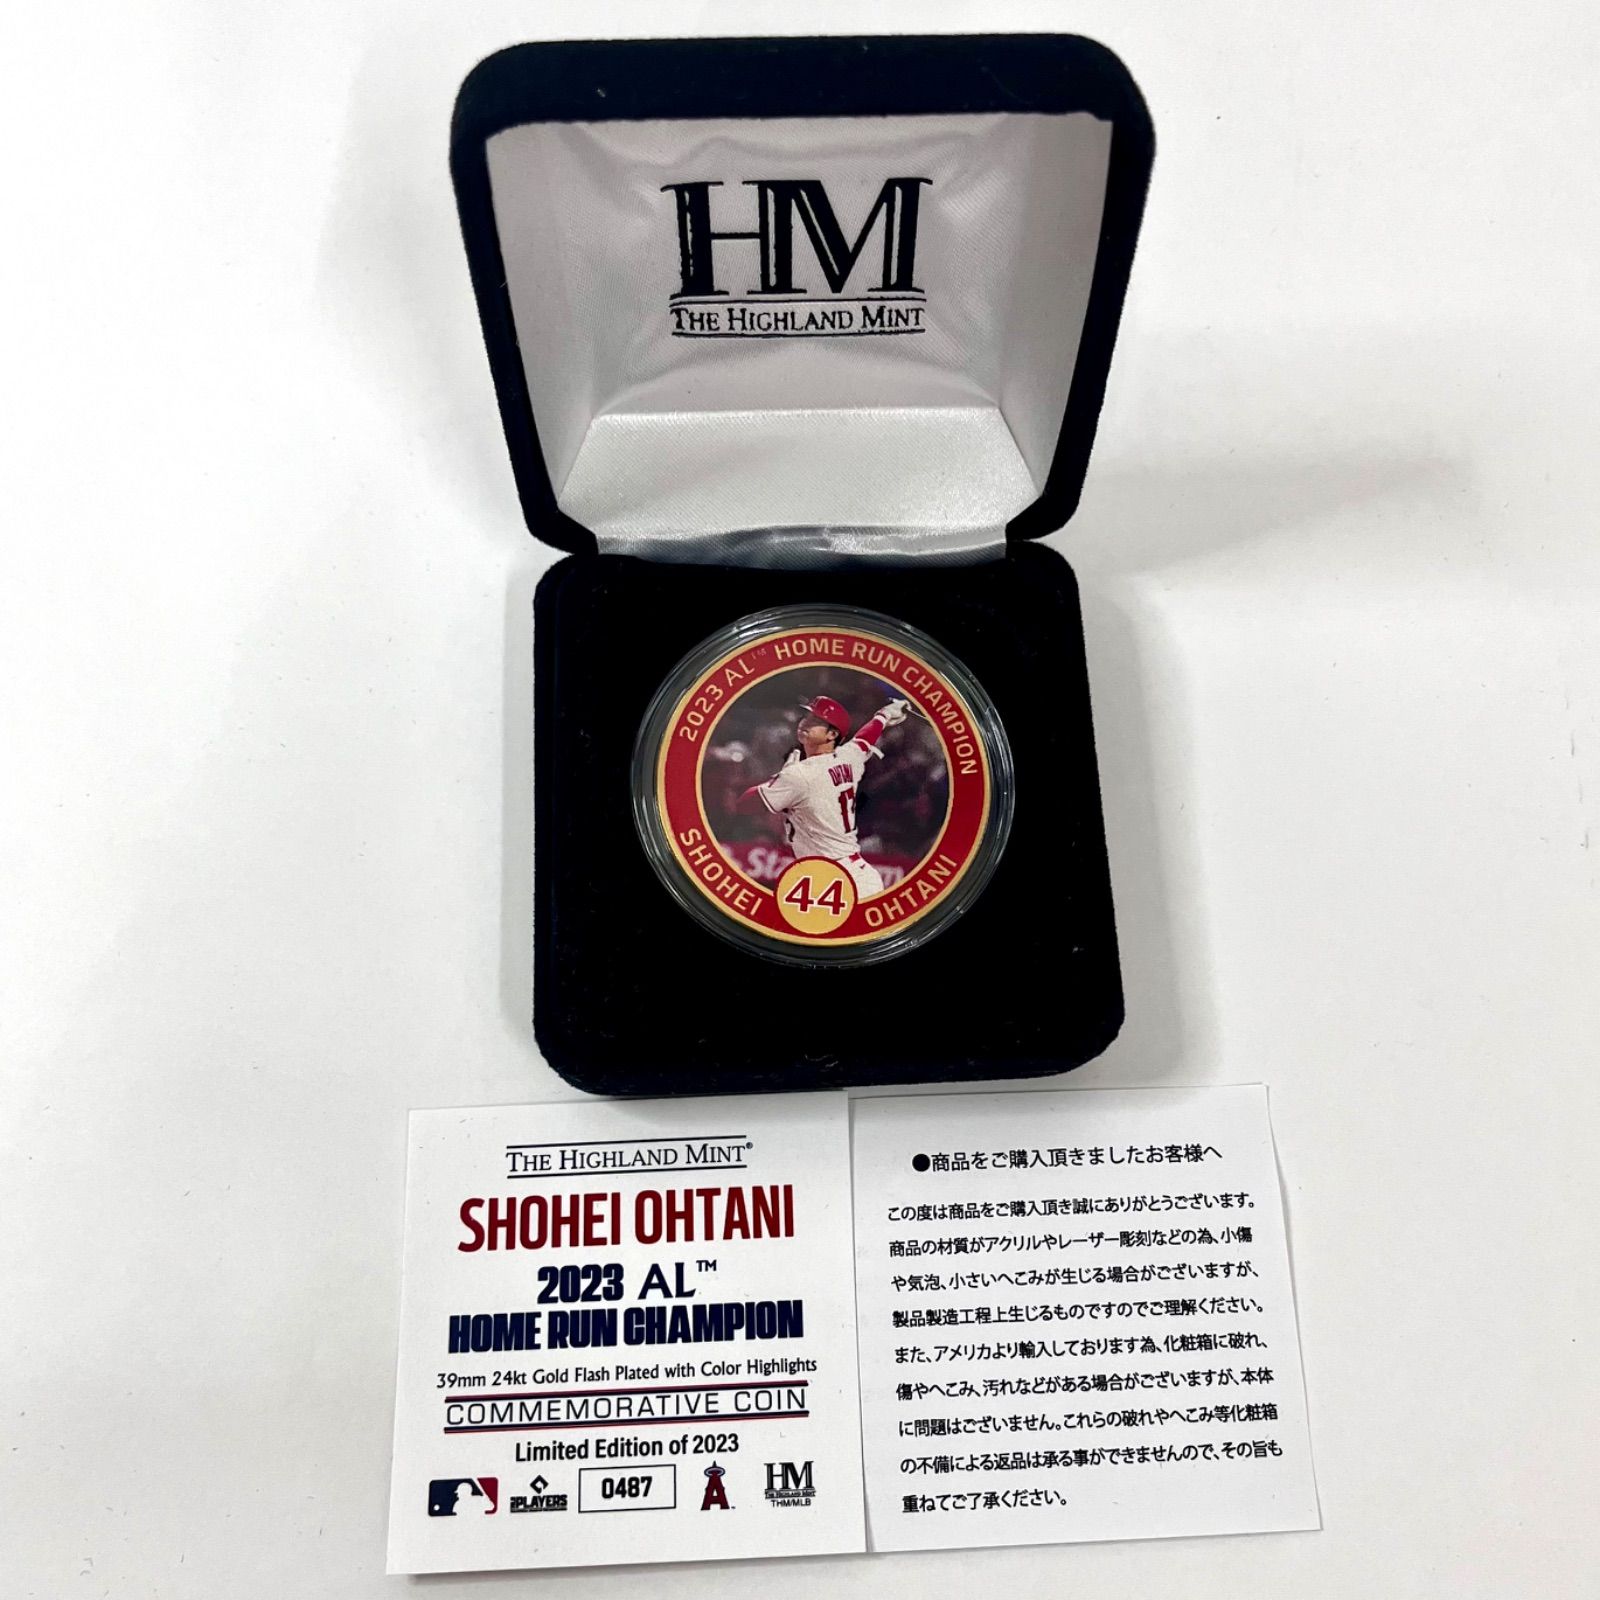 HM
THE HIGHLAND MINT
2023 AL™ HOME RUN CHAMPION
OHTANI
17
SHOHEI
44
OHTANI
THE HIGHLAND MINT®
SHOHEI OHTANI
2023 AL™
HOME RUN CHAMPION
39mm 24kt Gold Flash Plated with Color Highlights
COMMEMORATIVE COIN
Limited Edition of 2023
PLAYERS
0487
A
HM
THE HIGHLAND MINT
THM/MLB
●商品をご購入頂きましたお客様へ
この度は商品をご購入頂き誠にありがとうございます。
商品の材質がアクリルやレーザー彫刻などの為、小傷
や気泡、小さいへこみが生じる場合がございますが、
製品製造工程上生じるものですのでご理解ください。
また、アメリカより輸入しております為、化粧箱に破れ、
傷やへこみ、汚れなどがある場合がございますが、本体
に問題はございません。これらの破れやへこみ等化粧箱
の不備による返品は承る事ができませんので、その旨も
重ねてご了承ください。